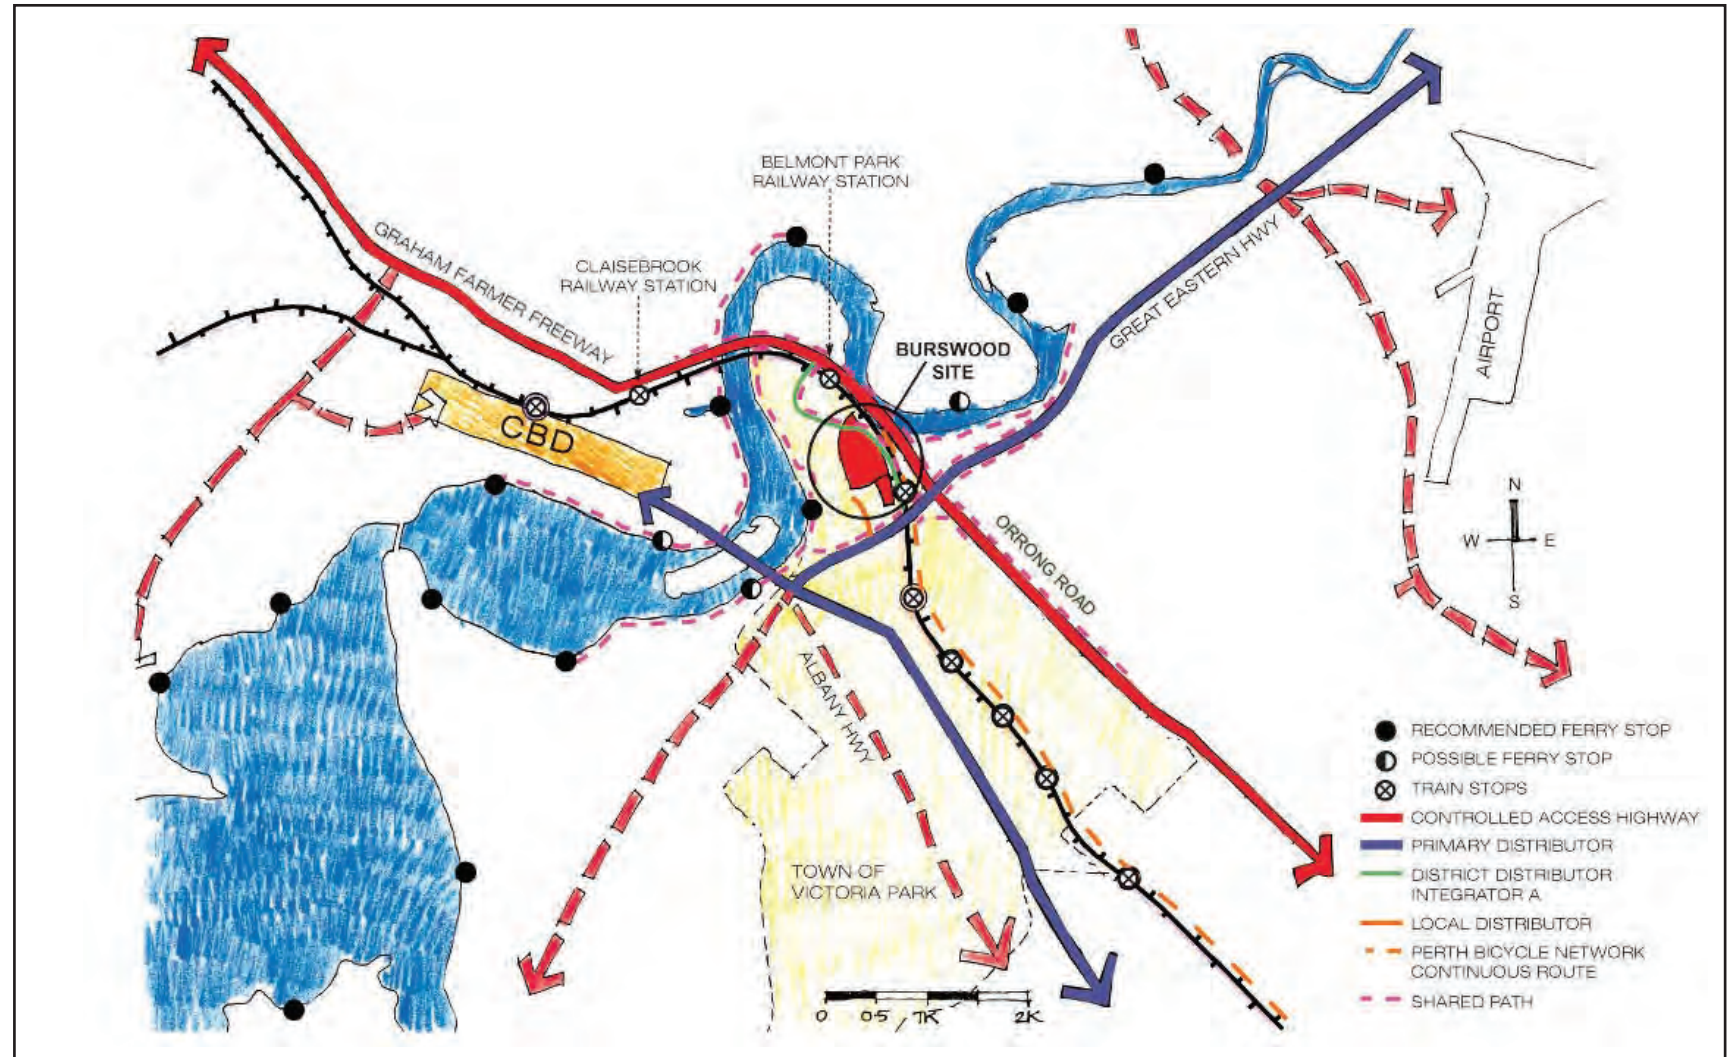 BELMONT PARK
RAILWAY STATION
GRAHAM FARMER FREEWAY
CLAISEBROOK
RAILWAY STATION
GREAT EASTERN HWY
BURSWOOD
SITE
AIRPORT
CBD
N
W E
S
ORRONG ROAD
ALBANY HWY
TOWN OF
VICTORIA PARK
RECOMMENDED FERRY STOP
POSSIBLE FERRY STOP
TRAIN STOPS
CONTROLLED ACCESS HIGHWAY
PRIMARY DISTRIBUTOR
DISTRICT DISTRIBUTOR
INTEGRATOR A
LOCAL DISTRIBUTOR
PERTH BICYCLE NETWORK
CONTINUOUS ROUTE
SHARED PATH
0 05 1K 2K